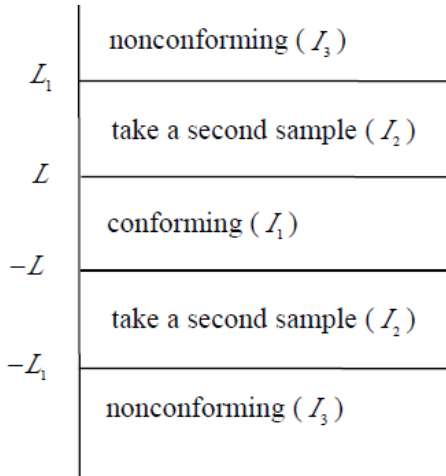 nonconforming ( I₃ )
L₁
take a second sample ( I₂ )
L
conforming ( I₁ )
−L
take a second sample ( I₂ )
−L₁
nonconforming ( I₃ )